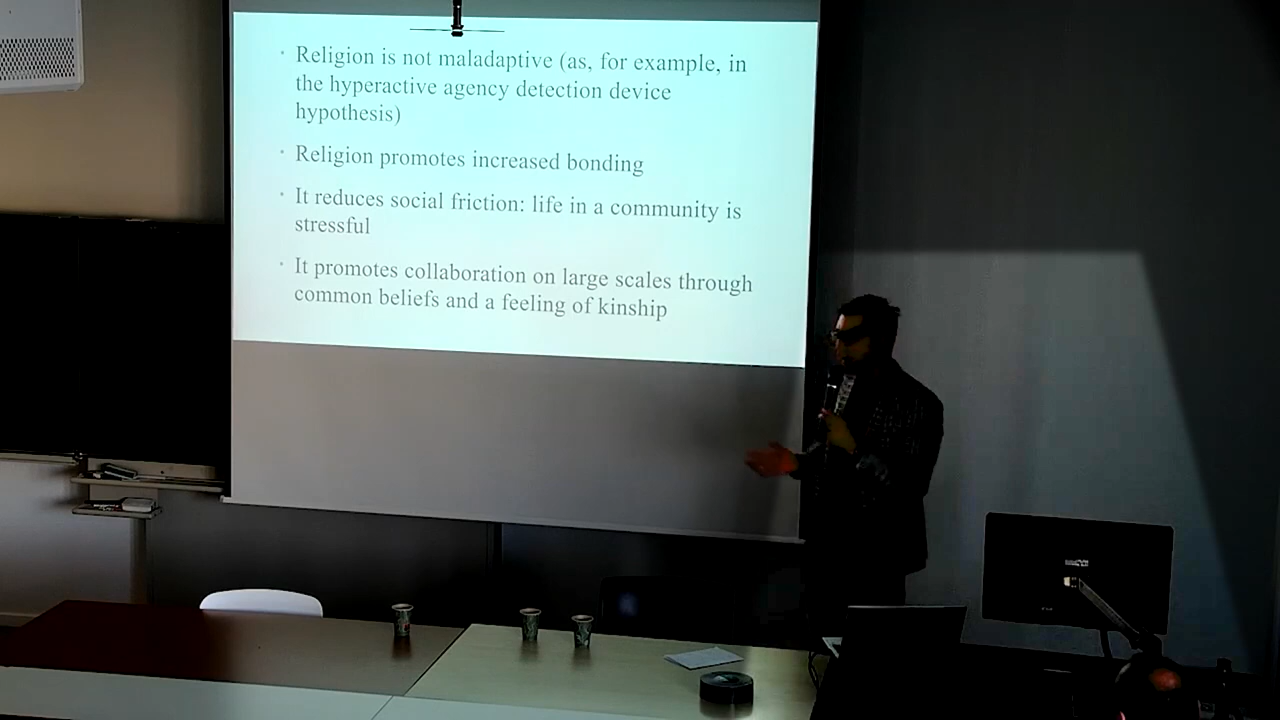 Religion is not maladaptive (as, for example, in
the hyperactive agency detection device
hypothesis)
Religion promotes increased bonding
It reduces social friction: life in a community is
stressful
It promotes collaboration on large scales through
common beliefs and a feeling of kinship